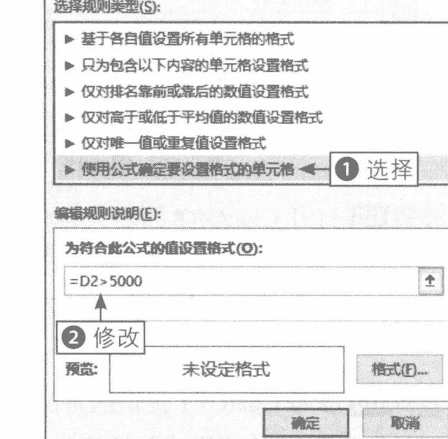 选择规则类型(S):
▶ 基于各自值设置所有单元格的格式
▶ 只为包含以下内容的单元格设置格式
▶ 仅对排名靠前或靠后的数值设置格式
▶ 仅对高于或低于平均值的数值设置格式
▶ 仅对唯一值或重复值设置格式
▶ 使用公式确定要设置格式的单元格 ❶ 选择
编辑规则说明(E):
为符合此公式的值设置格式(O):
=D2>5000
❷ 修改
预览: 未设定格式 格式(F)...
确定 取消